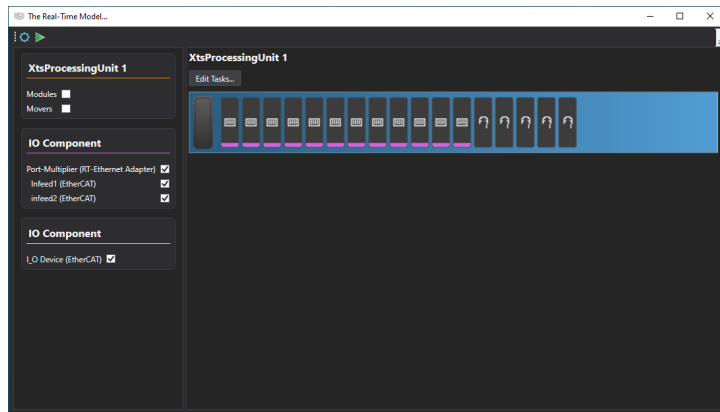 The Real-Time Model...
XtsProcessingUnit 1
Modules
Movers
IO Component
Port-Multiplier (RT-Ethernet Adapter)
Infeed1 (EtherCAT)
infeed2 (EtherCAT)
IO Component
I_O Device (EtherCAT)
XtsProcessingUnit 1
Edit Tasks...